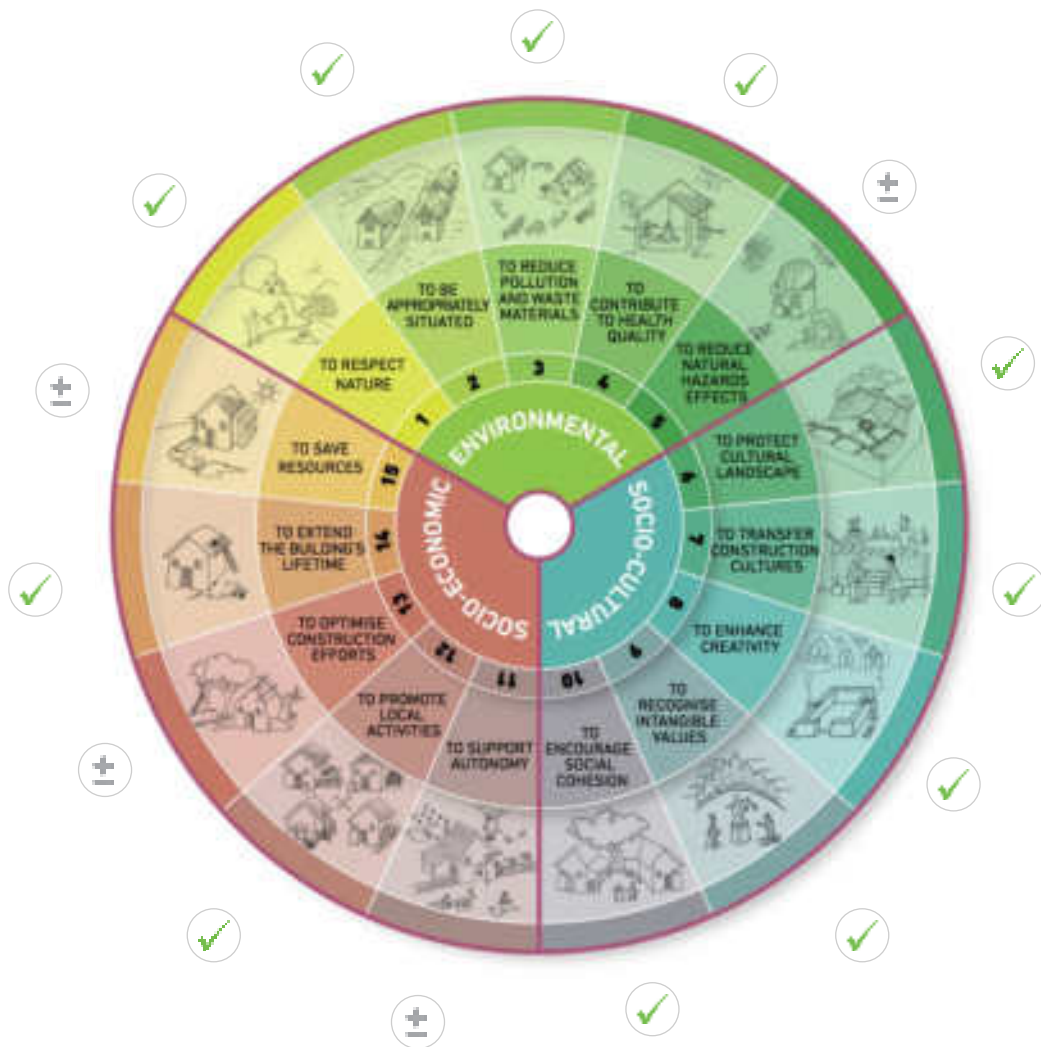 ENVIRONMENTAL
1
TO RESPECT
NATURE
2
TO BE
APPROPRIATELY
SITUATED
3
TO REDUCE
POLLUTION
AND WASTE
MATERIALS
4
TO
CONTRIBUTE
TO HEALTH
QUALITY
5
TO REDUCE
NATURAL
HAZARDS
EFFECTS
SOCIO-CULTURAL
6
TO PROTECT
CULTURAL
LANDSCAPE
7
TO TRANSFER
CONSTRUCTION
CULTURES
8
TO ENHANCE
CREATIVITY
9
TO
RECOGNISE
INTANGIBLE
VALUES
10
TO
ENCOURAGE
SOCIAL
COHESION
SOCIO-ECONOMIC
11
TO SUPPORT
AUTONOMY
12
TO PROMOTE
LOCAL
ACTIVITIES
13
TO OPTIMISE
CONSTRUCTION
EFFORTS
14
TO EXTEND
THE BUILDING'S
LIFETIME
15
TO SAVE
RESOURCES